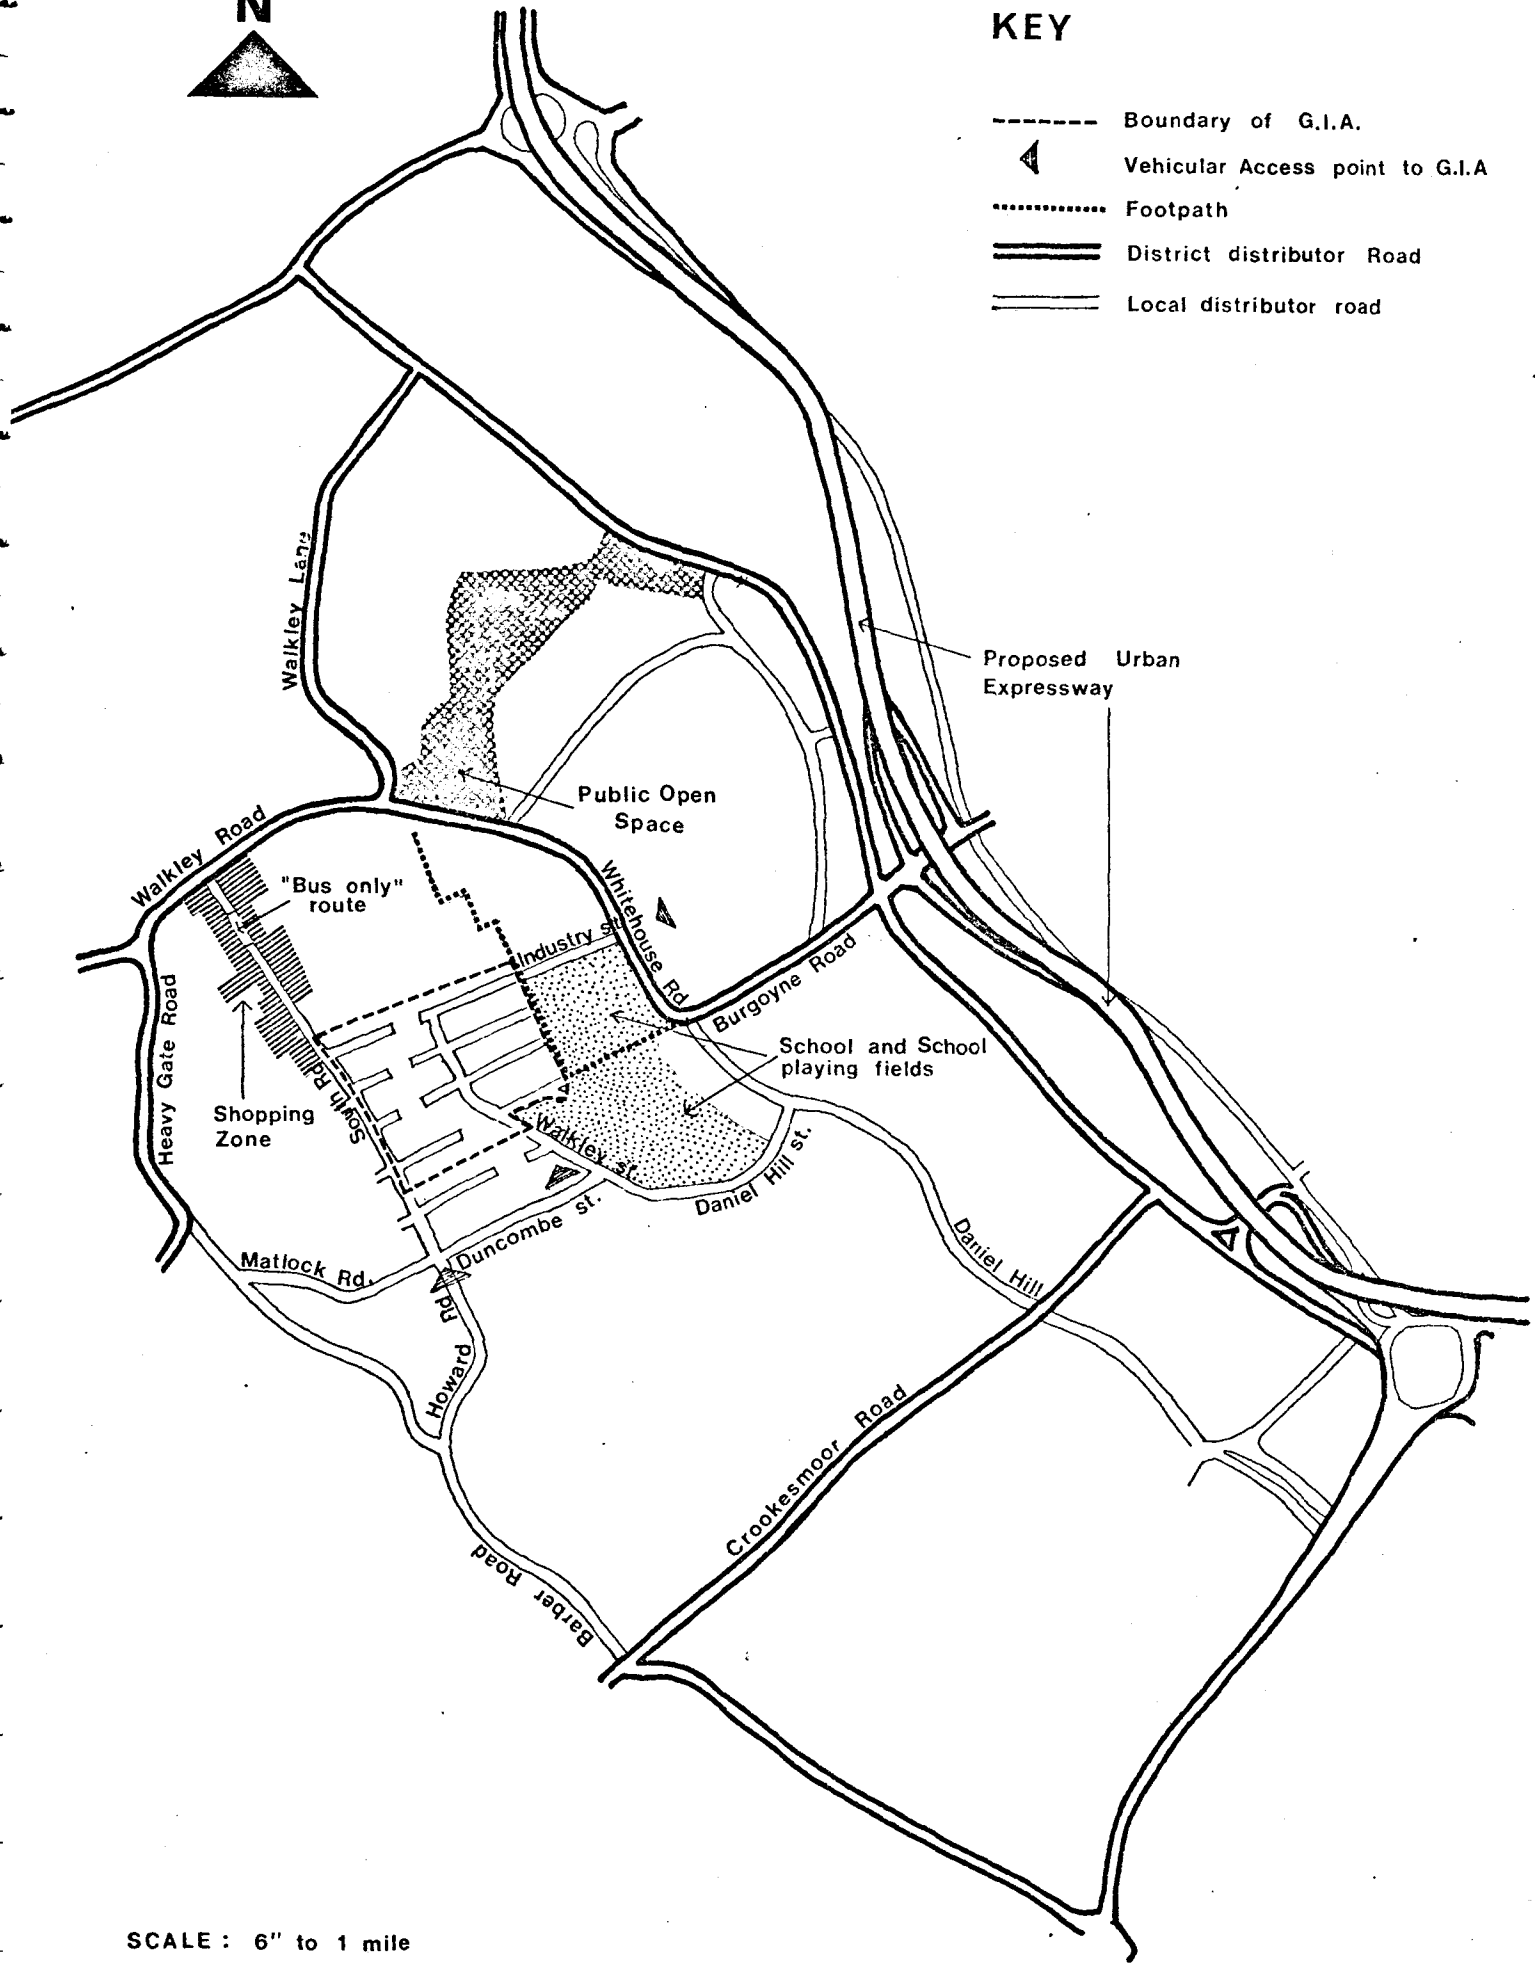 N
KEY
Boundary of G.I.A.
Vehicular Access point to G.I.A
Footpath
District distributor Road
Local distributor road
Walkley Lane
Proposed Urban
Expressway
Public Open
Space
Walkley Road
"Bus only"
route
Whitehouse Rd
Industry st.
Burgoyne Road
Heavy Gate Road
School and School
playing fields
South Rd
Shopping
Zone
Walkley st.
Daniel Hill st.
Duncombe st.
Matlock Rd.
Daniel Hill
Howard Rd
Crookesmoor Road
Barber Road
SCALE : 6" to 1 mile